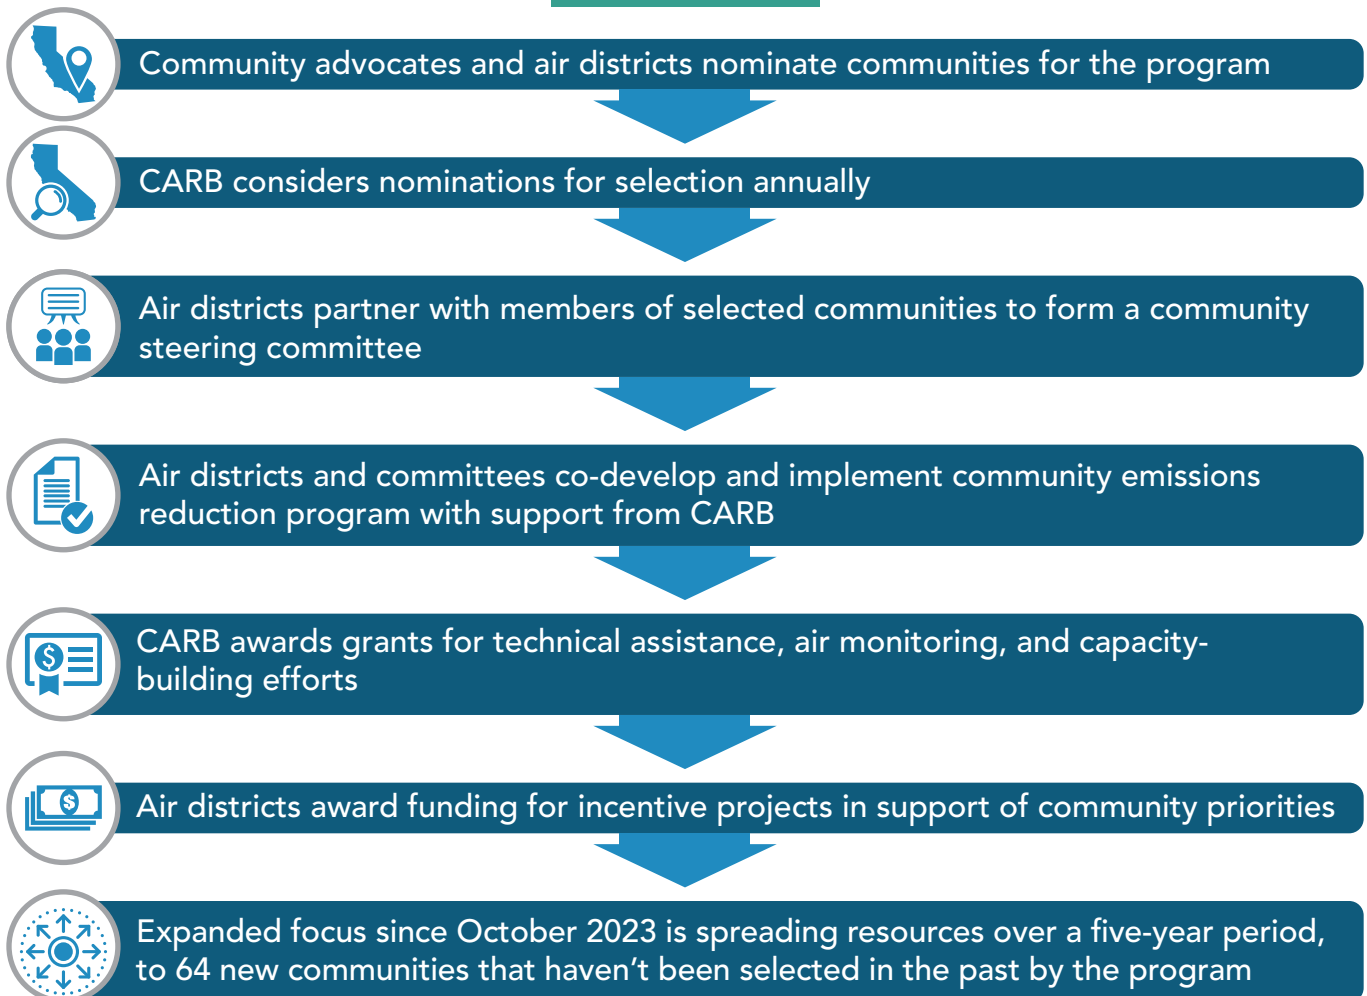 Community advocates and air districts nominate communities for the program
CARB considers nominations for selection annually
Air districts partner with members of selected communities to form a community
steering committee
Air districts and committees co-develop and implement community emissions
reduction program with support from CARB
CARB awards grants for technical assistance, air monitoring, and capacity-
building efforts
Air districts award funding for incentive projects in support of community priorities
Expanded focus since October 2023 is spreading resources over a five-year period,
to 64 new communities that haven’t been selected in the past by the program